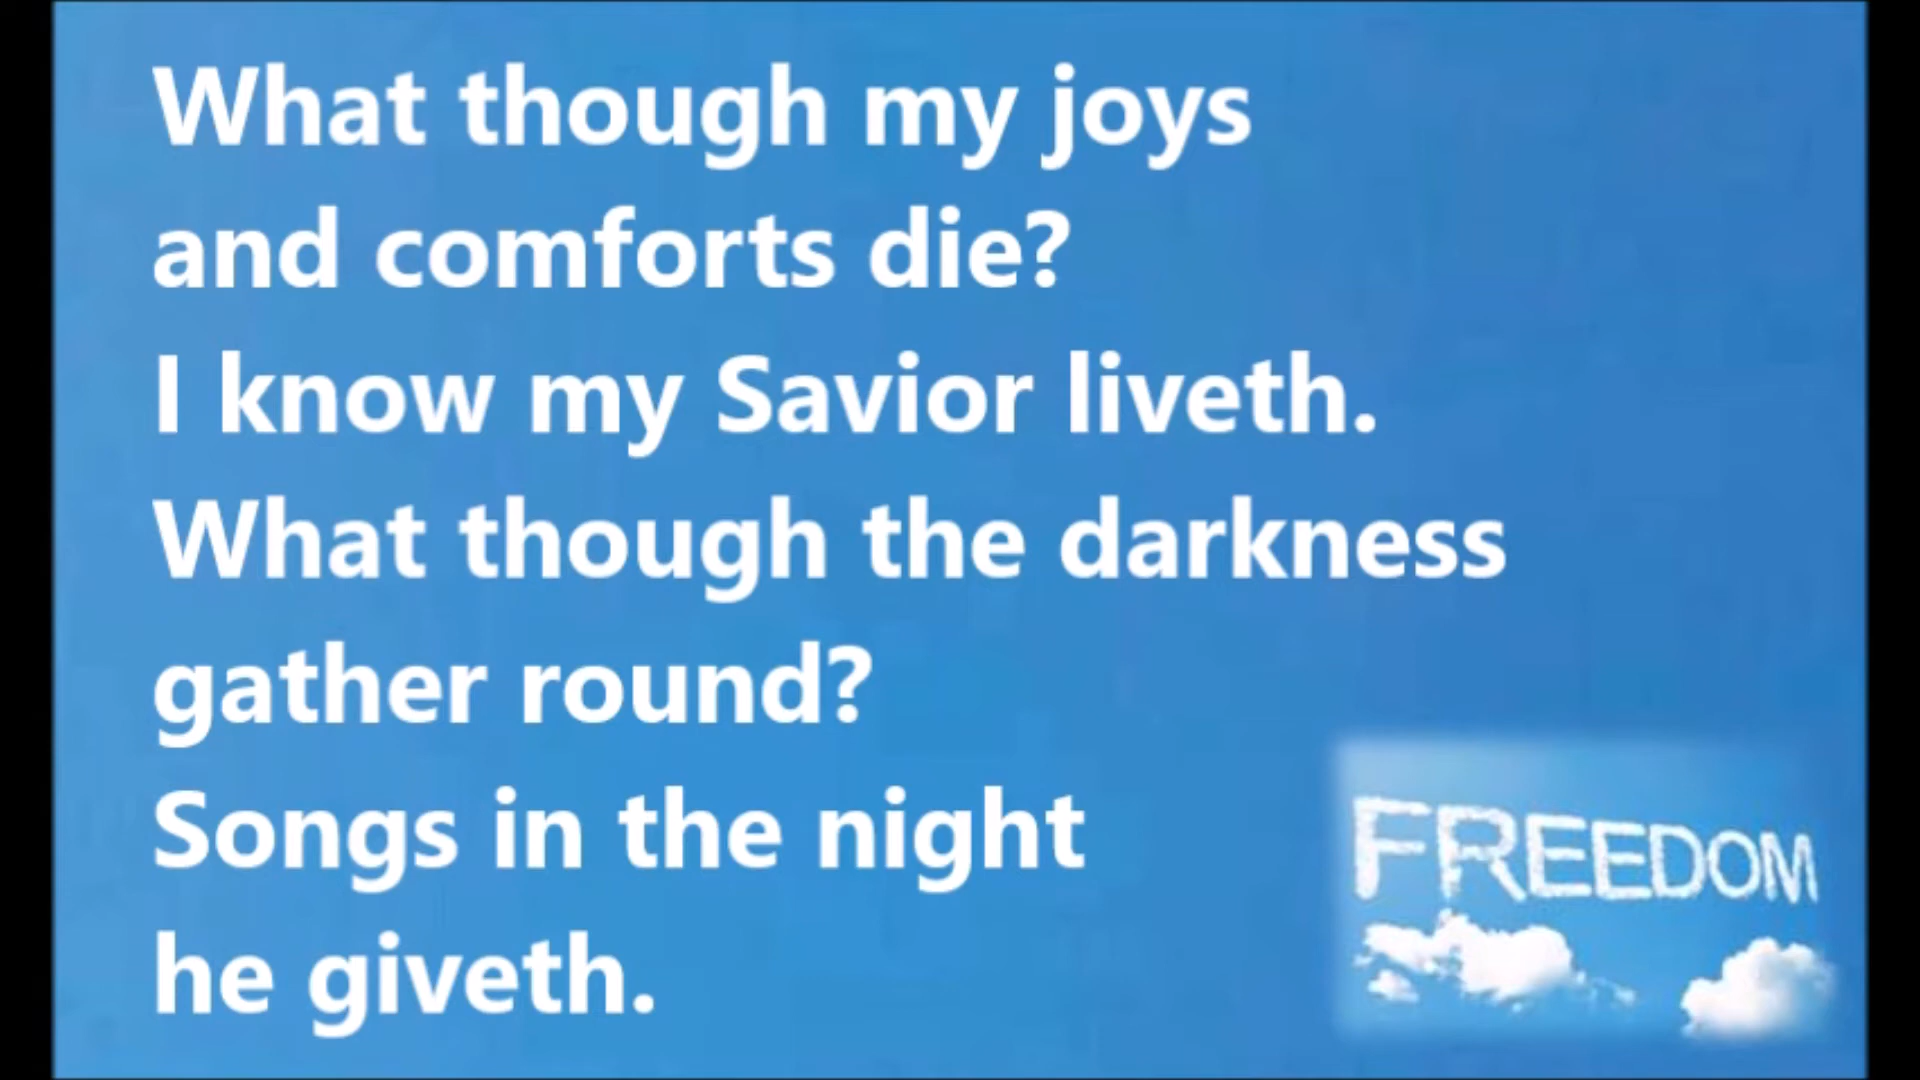 What though my joys
and comforts die?
I know my Savior liveth.
What though the darkness
gather round?
Songs in the night
he giveth.
FREEDOM